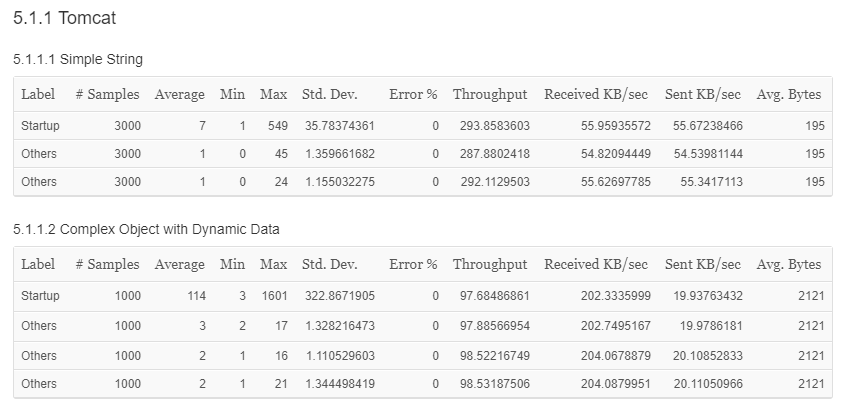 5.1.1 Tomcat
5.1.1.1 Simple String
Label # Samples Average Min Max Std. Dev. Error % Throughput Received KB/sec Sent KB/sec Avg. Bytes
Startup 3000 7 1 549 35.78374361 0 293.8583603 55.95935572 55.67238466 195
Others 3000 1 0 45 1.359661682 0 287.8802418 54.82094449 54.53981144 195
Others 3000 1 0 24 1.155032275 0 292.1129503 55.62697785 55.3417113 195
5.1.1.2 Complex Object with Dynamic Data
Label # Samples Average Min Max Std. Dev. Error % Throughput Received KB/sec Sent KB/sec Avg. Bytes
Startup 1000 114 3 1601 322.8671905 0 97.68486861 202.3335999 19.93763432 2121
Others 1000 3 2 17 1.328216473 0 97.88566954 202.7495167 19.9786181 2121
Others 1000 2 1 16 1.110529603 0 98.52216749 204.0678879 20.10852833 2121
Others 1000 2 1 21 1.344498419 0 98.53187506 204.0879951 20.11050966 2121